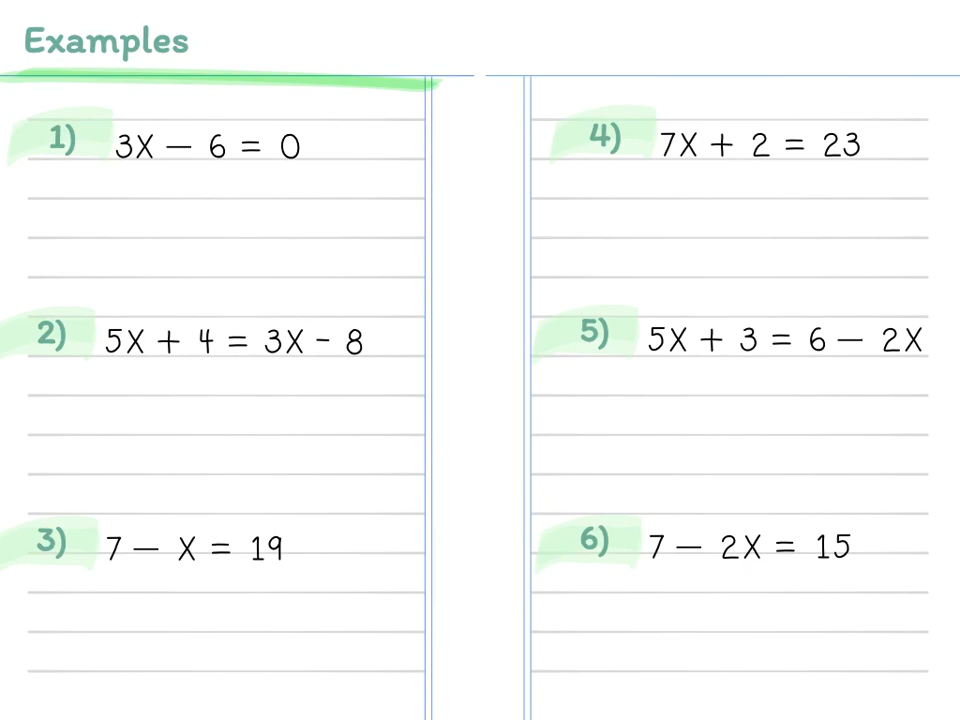 Examples
1) 3X – 6 = 0
2) 5X + 4 = 3X - 8
3) 7 – X = 19
4) 7X + 2 = 23
5) 5X + 3 = 6 – 2X
6) 7 – 2X = 15